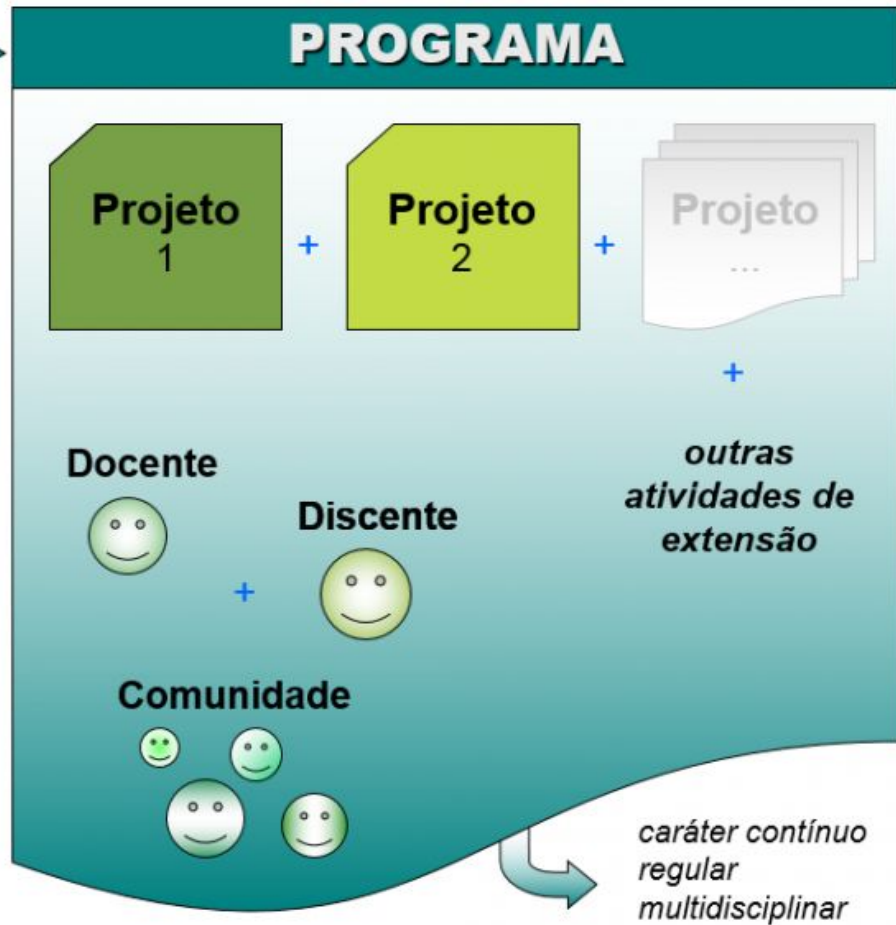 PROGRAMA
Projeto
1
+
Projeto
2
+
Projeto
...
+
outras
atividades de
extensão
Docente
+
Discente
Comunidade
caráter contínuo
regular
multidisciplinar